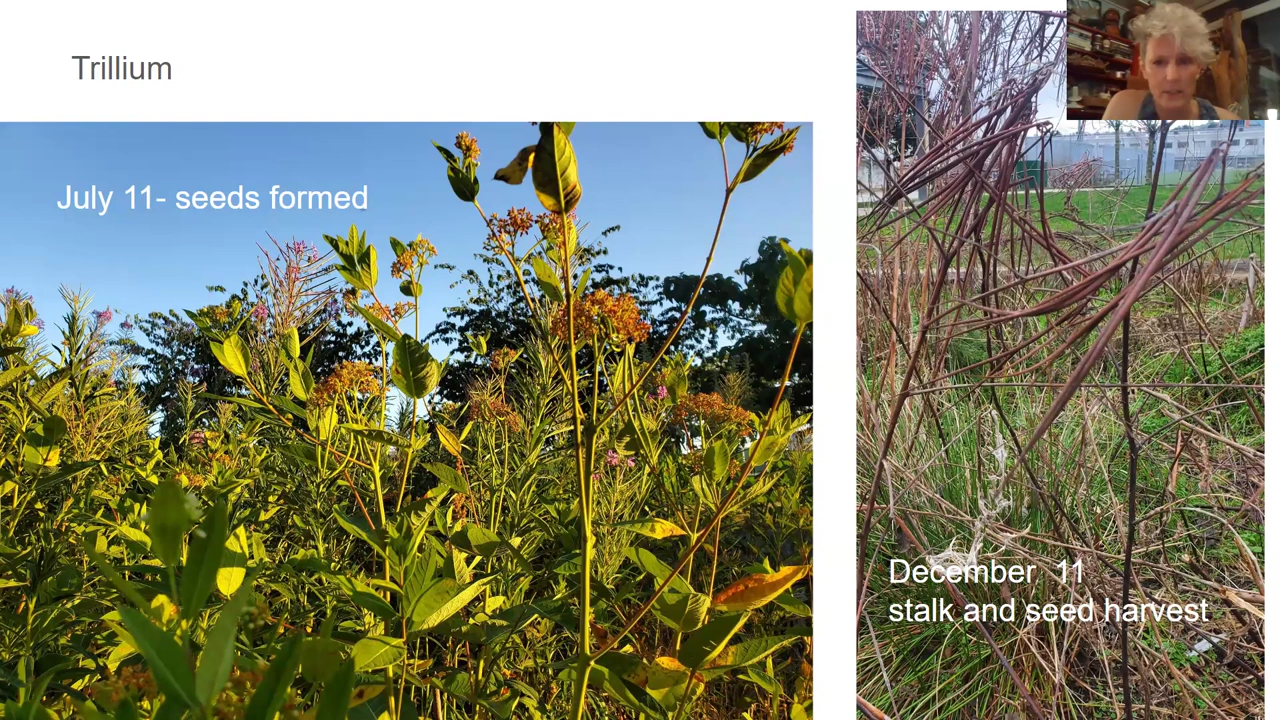 Trillium
July 11- seeds formed
December 11
stalk and seed harvest